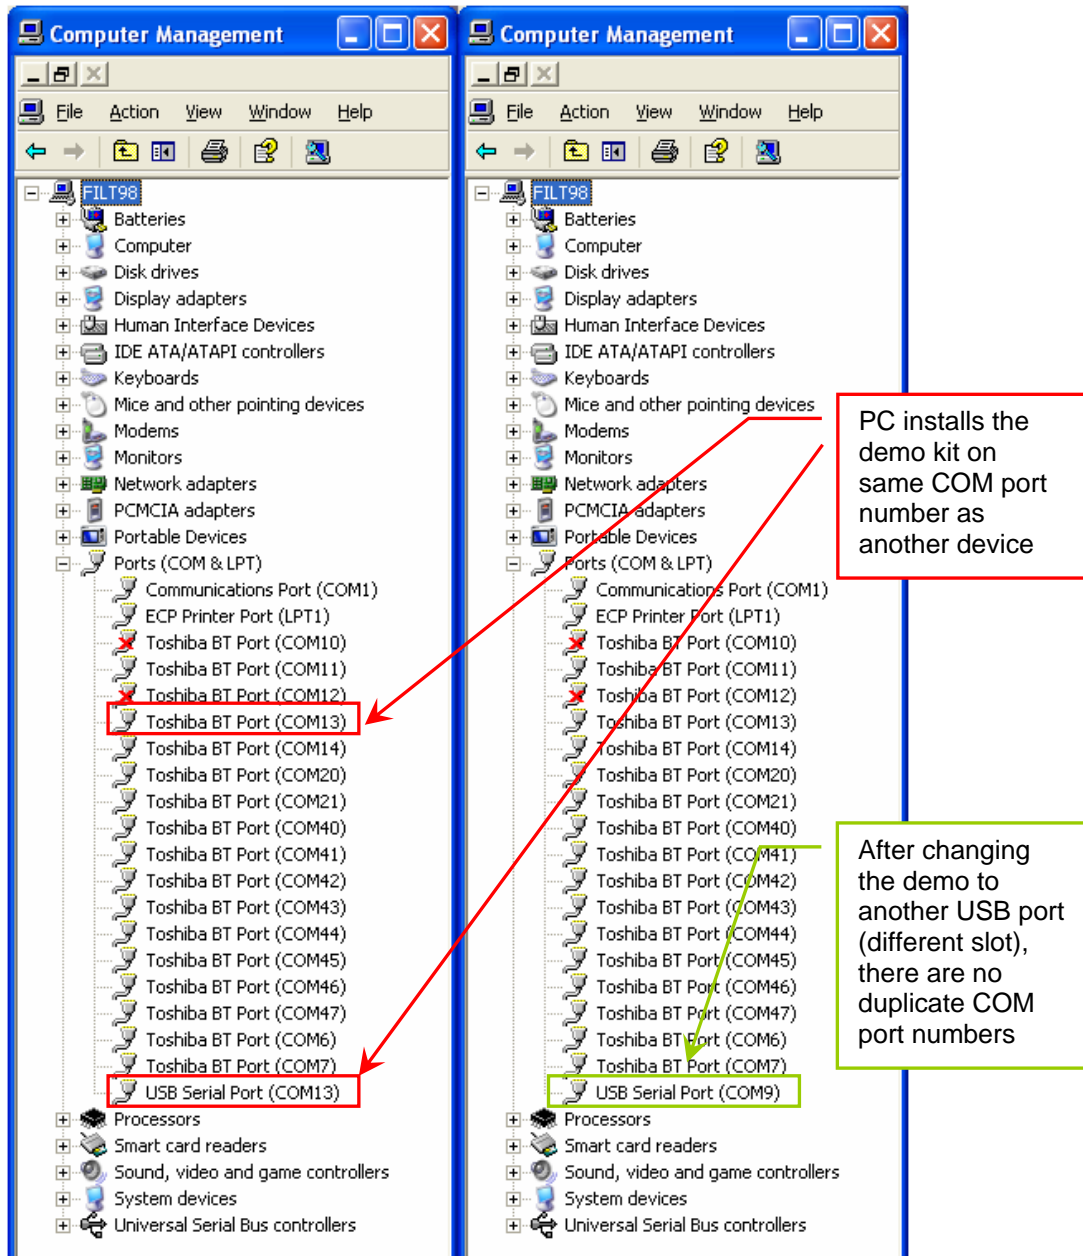 Computer Management
File Action View Window Help
FILT98
Batteries
Computer
Disk drives
Display adapters
Human Interface Devices
IDE ATA/ATAPI controllers
Keyboards
Mice and other pointing devices
Modems
Monitors
Network adapters
PCMCIA adapters
Portable Devices
Ports (COM & LPT)
Communications Port (COM1)
ECP Printer Port (LPT1)
Toshiba BT Port (COM10)
Toshiba BT Port (COM11)
Toshiba BT Port (COM12)
Toshiba BT Port (COM13)
Toshiba BT Port (COM14)
Toshiba BT Port (COM20)
Toshiba BT Port (COM21)
Toshiba BT Port (COM40)
Toshiba BT Port (COM41)
Toshiba BT Port (COM42)
Toshiba BT Port (COM43)
Toshiba BT Port (COM44)
Toshiba BT Port (COM45)
Toshiba BT Port (COM46)
Toshiba BT Port (COM47)
Toshiba BT Port (COM6)
Toshiba BT Port (COM7)
USB Serial Port (COM13)
Processors
Smart card readers
Sound, video and game controllers
System devices
Universal Serial Bus controllers
Computer Management
File Action View Window Help
FILT98
Batteries
Computer
Disk drives
Display adapters
Human Interface Devices
IDE ATA/ATAPI controllers
Keyboards
Mice and other pointing devices
Modems
Monitors
Network adapters
PCMCIA adapters
Portable Devices
Ports (COM & LPT)
Communications Port (COM1)
ECP Printer Port (LPT1)
Toshiba BT Port (COM10)
Toshiba BT Port (COM11)
Toshiba BT Port (COM12)
Toshiba BT Port (COM13)
Toshiba BT Port (COM14)
Toshiba BT Port (COM20)
Toshiba BT Port (COM21)
Toshiba BT Port (COM40)
Toshiba BT Port (COM41)
Toshiba BT Port (COM42)
Toshiba BT Port (COM43)
Toshiba BT Port (COM44)
Toshiba BT Port (COM45)
Toshiba BT Port (COM46)
Toshiba BT Port (COM47)
Toshiba BT Port (COM6)
Toshiba BT Port (COM7)
USB Serial Port (COM9)
Processors
Smart card readers
Sound, video and game controllers
System devices
Universal Serial Bus controllers
PC installs the
demo kit on
same COM port
number as
another device
After changing
the demo to
another USB port
(different slot),
there are no
duplicate COM
port numbers